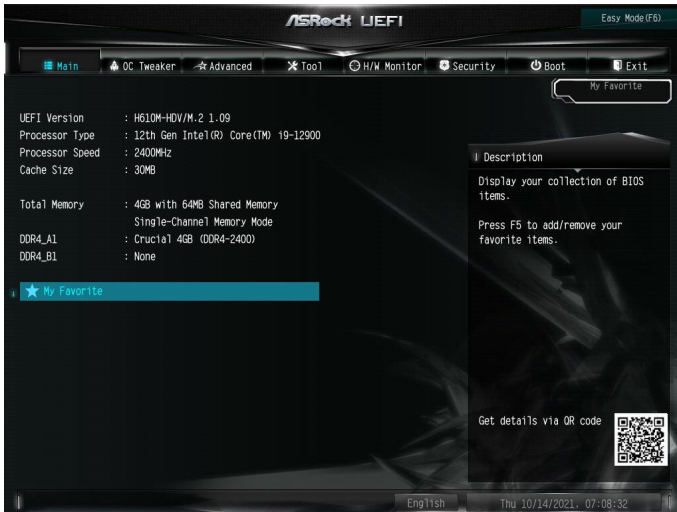 ASRock UEFI
Easy Mode(F6)
Main OC Tweaker Advanced Tool H/W Monitor Security Boot Exit
My Favorite
UEFI Version : H610M-HDV/M.2 1.09
Processor Type : 12th Gen Intel(R) Core(TM) i9-12900
Processor Speed : 2400MHz
Cache Size : 30MB
Total Memory : 4GB with 64MB Shared Memory
Single-Channel Memory Mode
DDR4_A1 : Crucial 4GB (DDR4-2400)
DDR4_B1 : None
My Favorite
Description
Display your collection of BIOS
items.
Press F5 to add/remove your
favorite items.
Get details via QR code
English
Thu 10/14/2021. 07:08:32